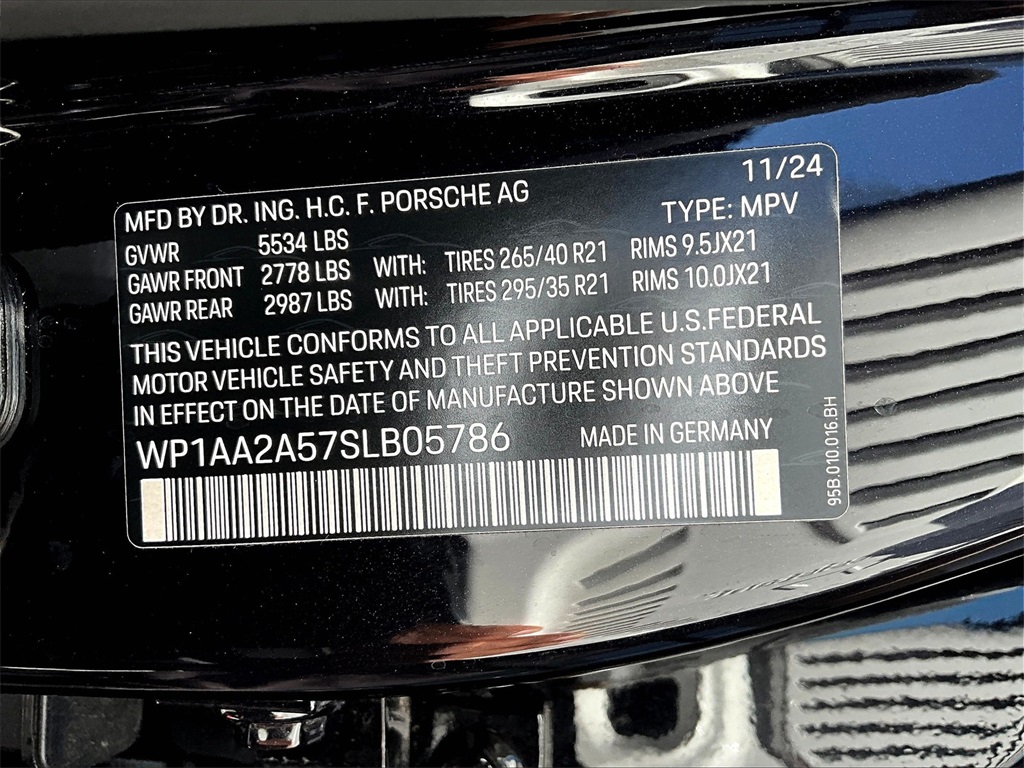 11/24
MFD BY DR. ING. H.C. F. PORSCHE AG
TYPE: MPV
GVWR 5534 LBS
GAWR FRONT 2778 LBS WITH: TIRES 265/40 R21 RIMS 9.5JX21
GAWR REAR 2987 LBS WITH: TIRES 295/35 R21 RIMS 10.0JX21
THIS VEHICLE CONFORMS TO ALL APPLICABLE U.S.FEDERAL
MOTOR VEHICLE SAFETY AND THEFT PREVENTION STANDARDS
IN EFFECT ON THE DATE OF MANUFACTURE SHOWN ABOVE
WP1AA2A57SLB05786 MADE IN GERMANY
95B.010.016.BH